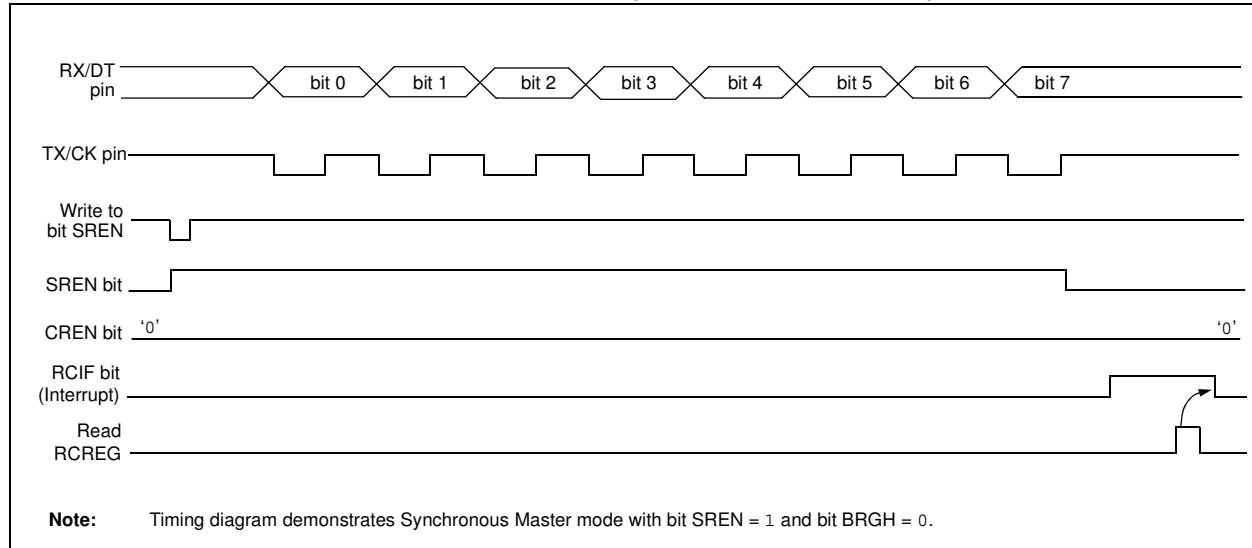 RX/DT
pin
bit 0 bit 1 bit 2 bit 3 bit 4 bit 5 bit 6 bit 7
TX/CK pin
Write to
bit SREN
SREN bit
CREN bit ‘0’ ‘0’
RCIF bit
(Interrupt)
Read
RCREG
Note: Timing diagram demonstrates Synchronous Master mode with bit SREN = 1 and bit BRGH = 0.